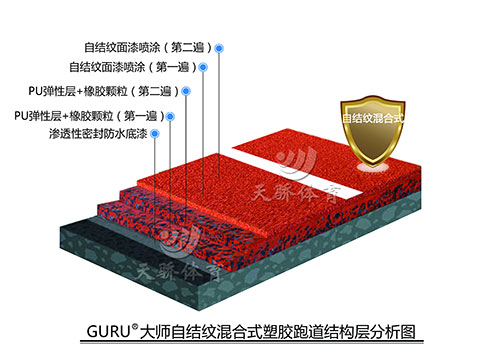 自结纹面漆喷涂（第二遍）
自结纹面漆喷涂（第一遍）
PU弹性层+橡胶颗粒（第二遍）
PU弹性层+橡胶颗粒（第一遍）
渗透性密封防水底漆
自结纹混合式
天骄体育
天骄体育
GURU®大师自结纹混合式塑胶跑道结构层分析图